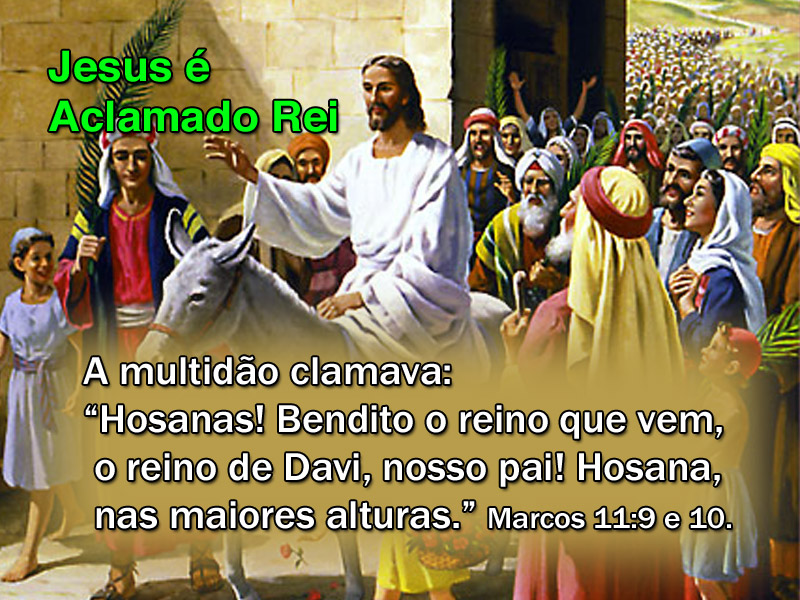 Jesus é
Aclamado Rei
A multidão clamava:
“Hosanas! Bendito o reino que vem,
o reino de Davi, nosso pai! Hosana,
nas maiores alturas.” Marcos 11:9 e 10.